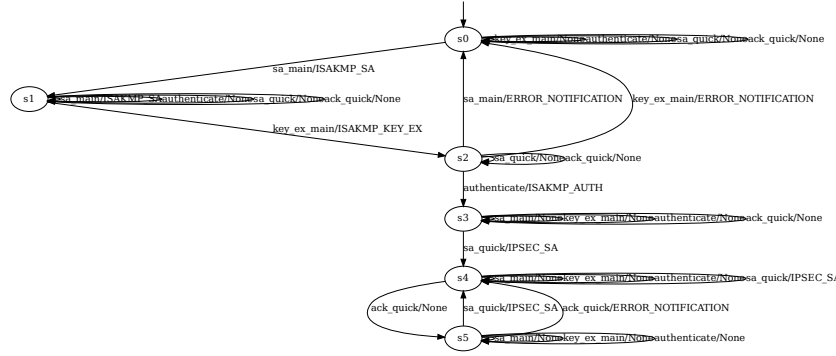 s0
key_ex_main/None
authenticate/None
sa_quick/None
ack_quick/None
sa_main/ISAKMP_SA
s1
sa_main/ISAKMP_SA
authenticate/None
sa_quick/None
ack_quick/None
sa_main/ERROR_NOTIFICATION
key_ex_main/ERROR_NOTIFICATION
key_ex_main/ISAKMP_KEY_EX
s2
sa_quick/None
ack_quick/None
authenticate/ISAKMP_AUTH
s3
sa_main/None
key_ex_main/None
authenticate/None
ack_quick/None
sa_quick/IPSEC_SA
s4
sa_main/None
key_ex_main/None
authenticate/None
sa_quick/IPSEC_SA
ack_quick/None
sa_quick/IPSEC_SA
ack_quick/ERROR_NOTIFICATION
s5
sa_main/None
key_ex_main/None
authenticate/None